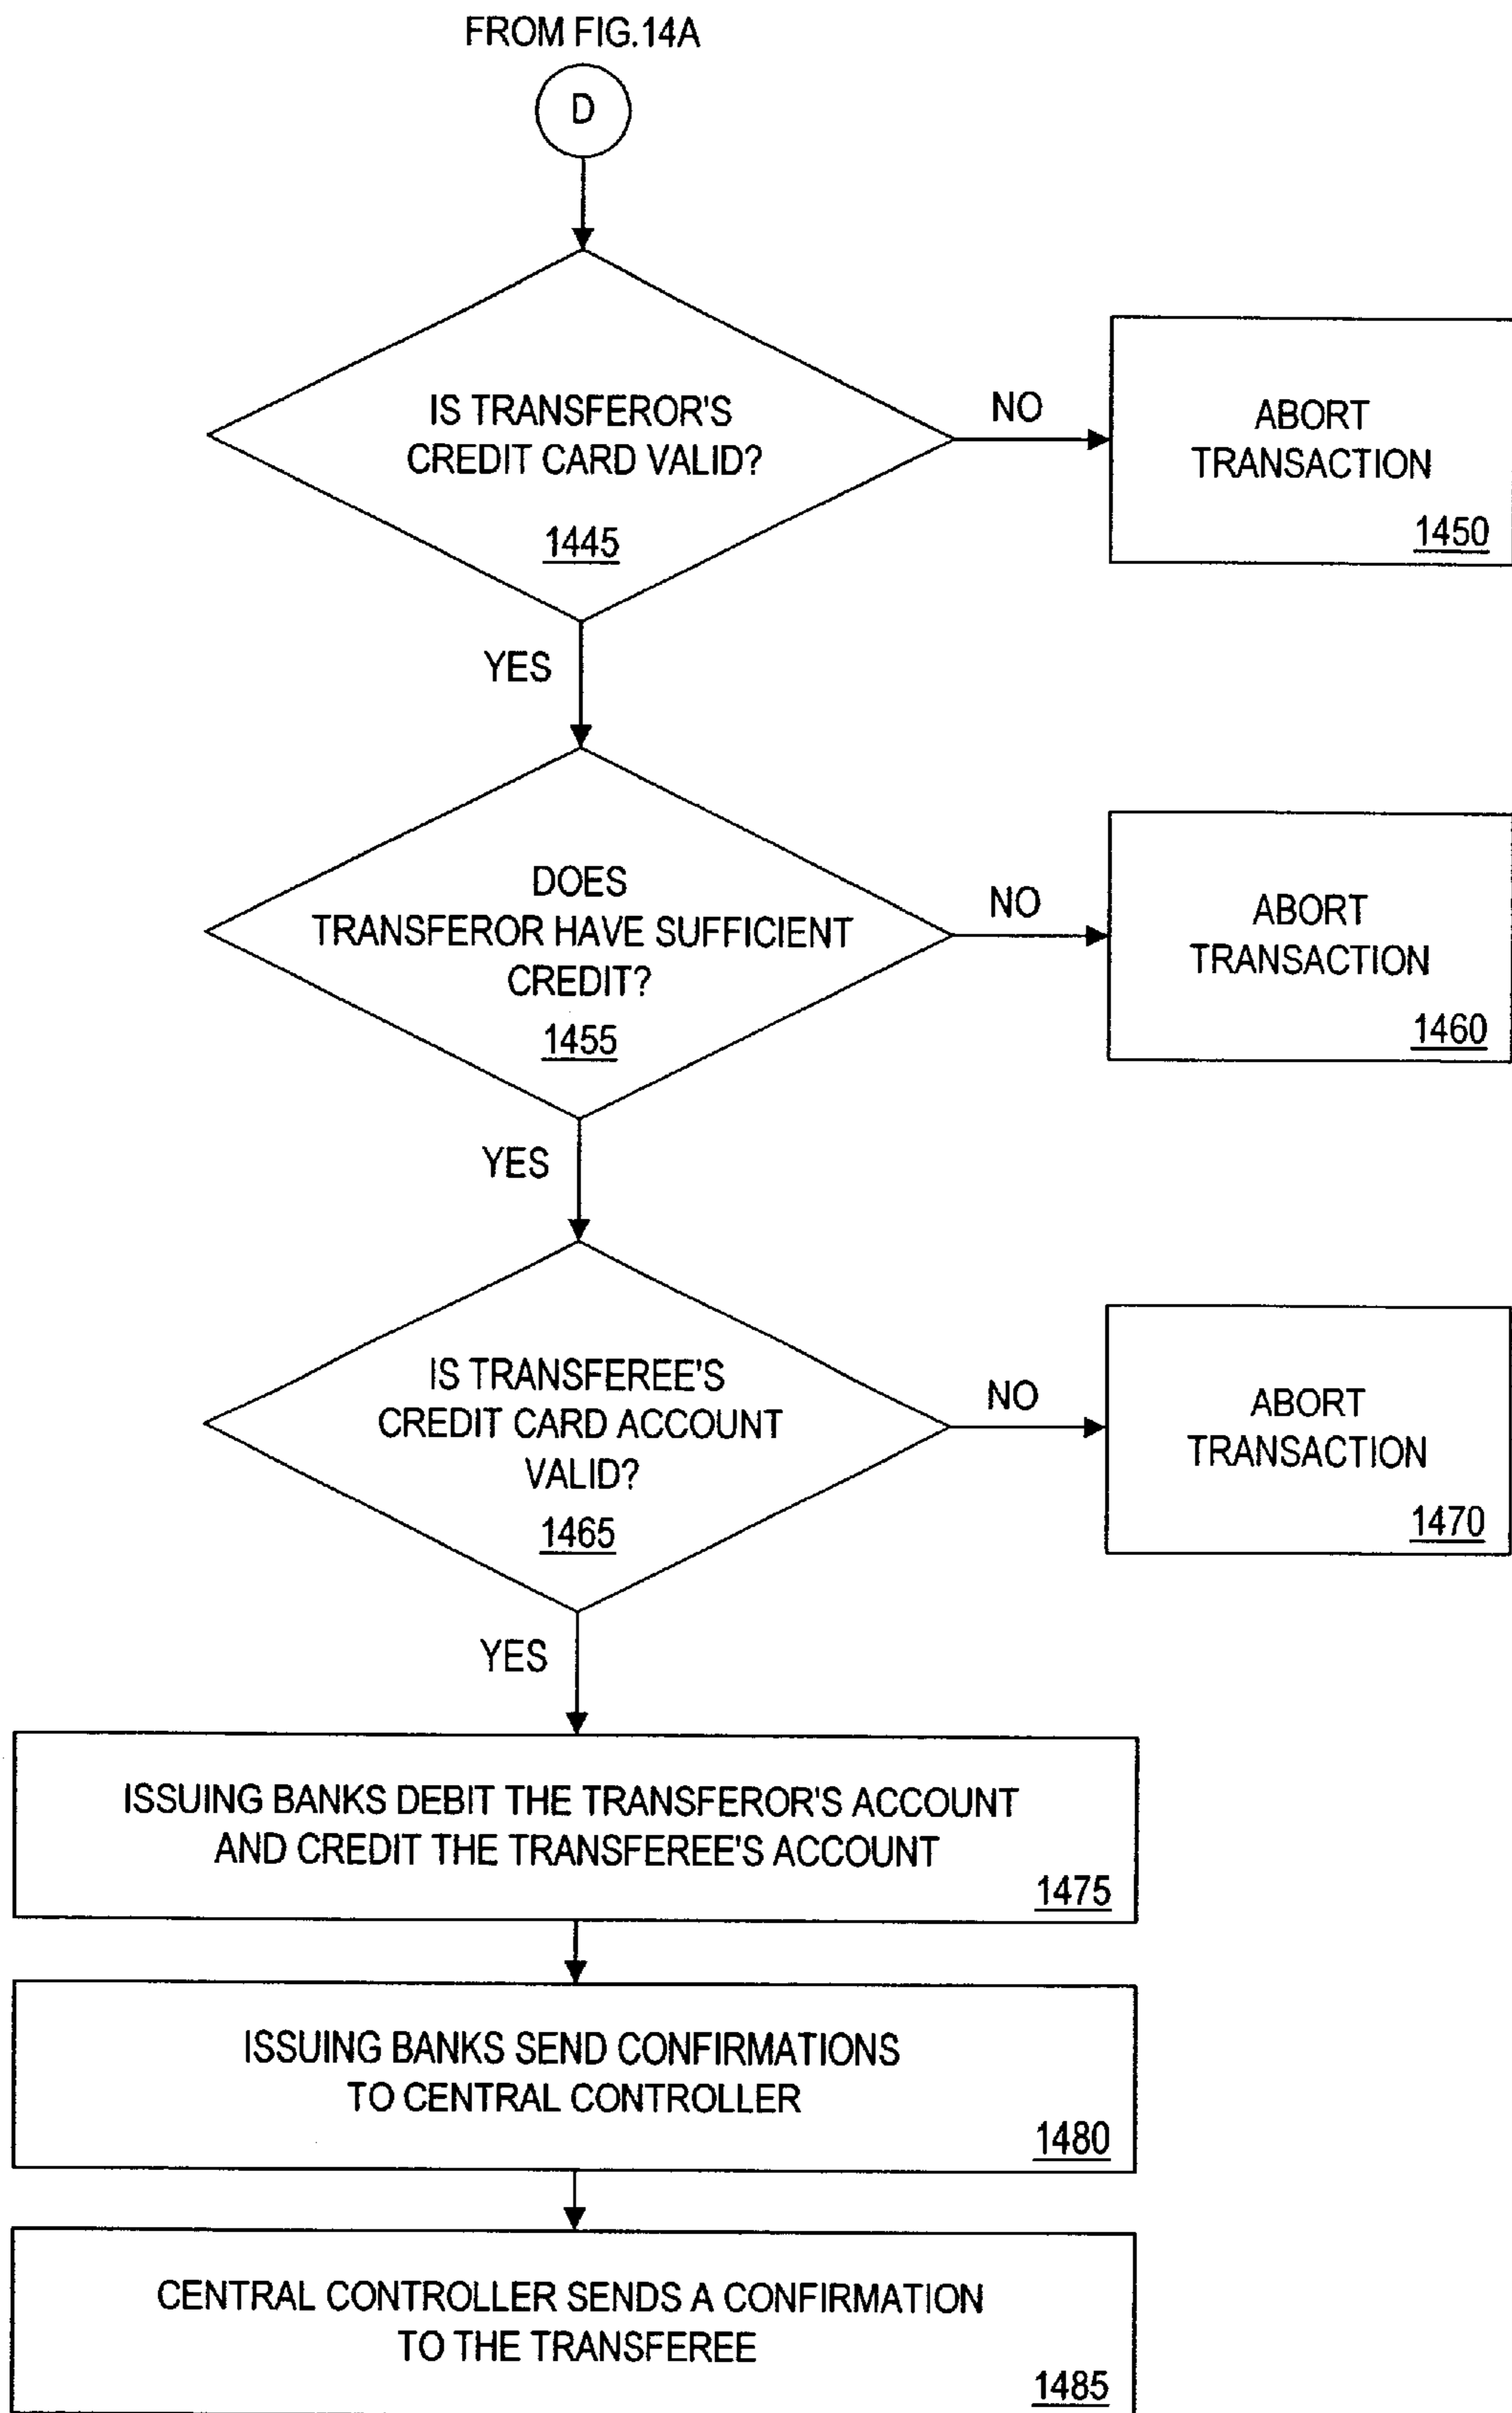 FROM FIG.14A
D
IS TRANSFEROR'S
CREDIT CARD VALID?
1445
NO
ABORT
TRANSACTION
1450
YES
DOES
TRANSFEROR HAVE SUFFICIENT
CREDIT?
1455
NO
ABORT
TRANSACTION
1460
YES
IS TRANSFEREE'S
CREDIT CARD ACCOUNT
VALID?
1465
NO
ABORT
TRANSACTION
1470
YES
ISSUING BANKS DEBIT THE TRANSFEROR'S ACCOUNT
AND CREDIT THE TRANSFEREE'S ACCOUNT
1475
ISSUING BANKS SEND CONFIRMATIONS
TO CENTRAL CONTROLLER
1480
CENTRAL CONTROLLER SENDS A CONFIRMATION
TO THE TRANSFEREE
1485